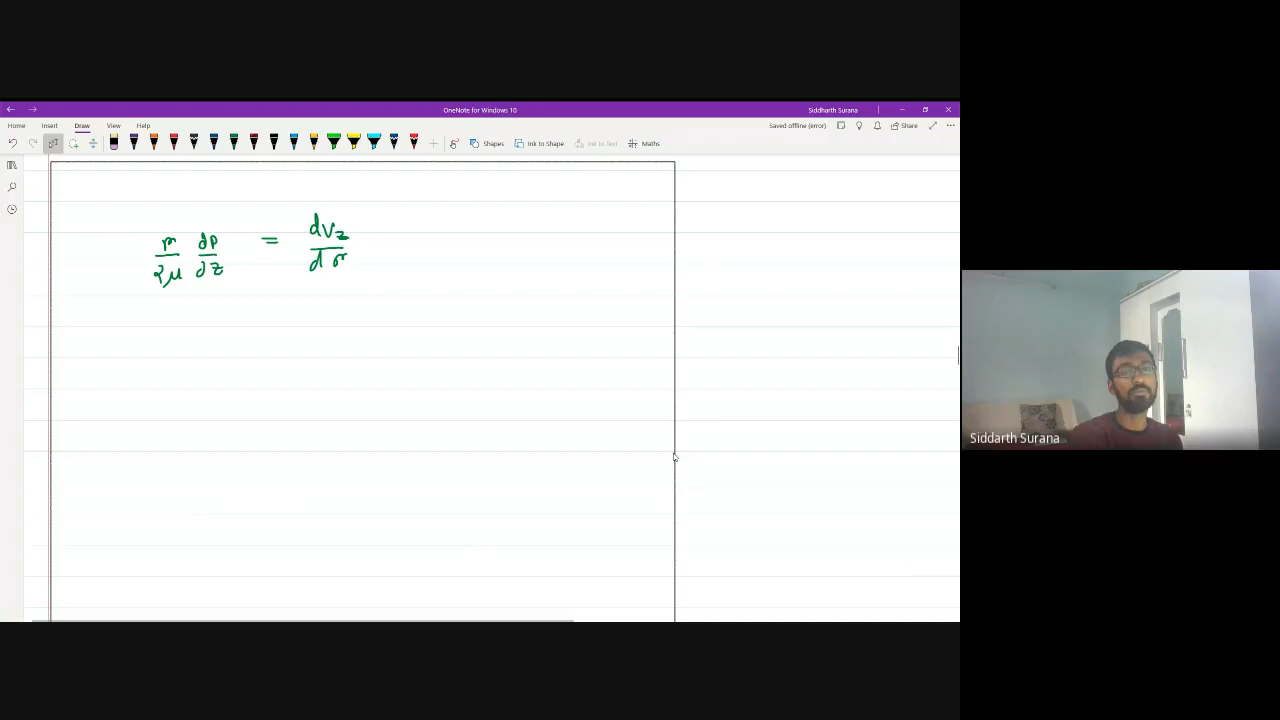 OneNote for Windows 10
Siddharth Surana
Home Insert Draw View Help
Saved offline (error)
Share
Shapes
Ink to Shape
Ink to Text
Maths
r/2μ dP/dz = dVz/dr
Siddarth Surana